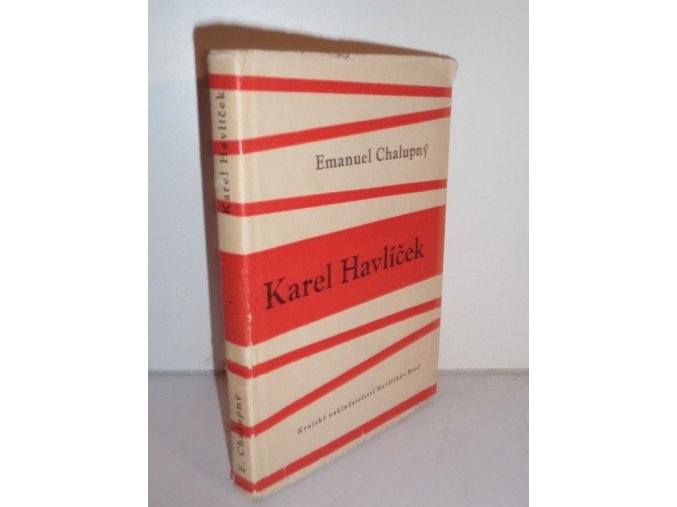 Karel Havlíček
E. Chalupný
Emanuel Chalupný
Karel Havlíček
Krajské nakladatelství Havlíčkův Brod